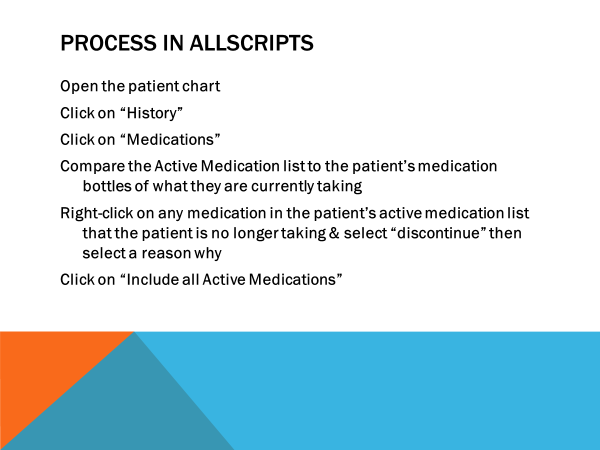 PROCESS IN ALLSCRIPTS
Open the patient chart
Click on “History”
Click on “Medications”
Compare the Active Medication list to the patient’s medication
bottles of what they are currently taking
Right-click on any medication in the patient’s active medication list
that the patient is no longer taking & select “discontinue” then
select a reason why
Click on “Include all Active Medications”